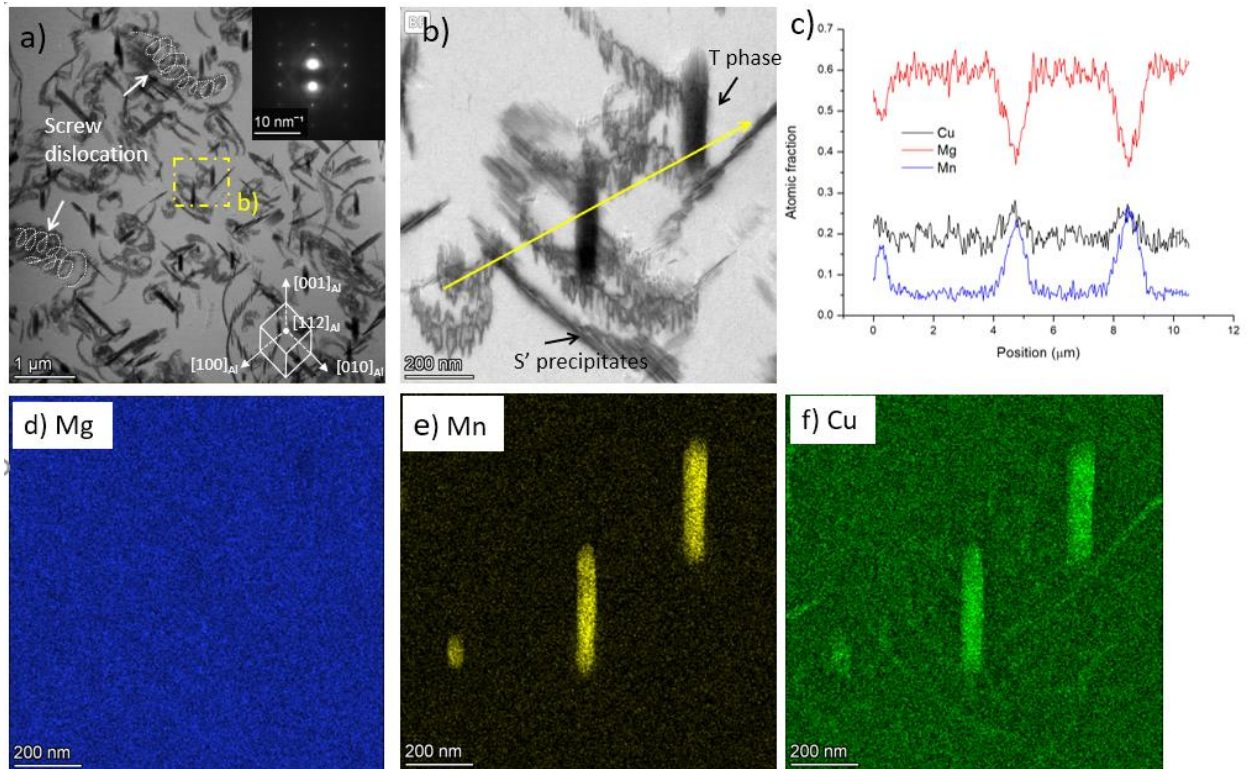 a)
10 nm⁻¹
Screw
dislocation
b)
[001]Al
[112]Al
[100]Al
[010]Al
1 µm
BF
b)
T phase
S' precipitates
200 nm
c)
0.7
0.6
0.5
0.4
0.3
0.2
0.1
0.0
Atomic fraction
Cu
Mg
Mn
0 2 4 6 8 10 12
Position (µm)
d) Mg
200 nm
e) Mn
200 nm
f) Cu
200 nm